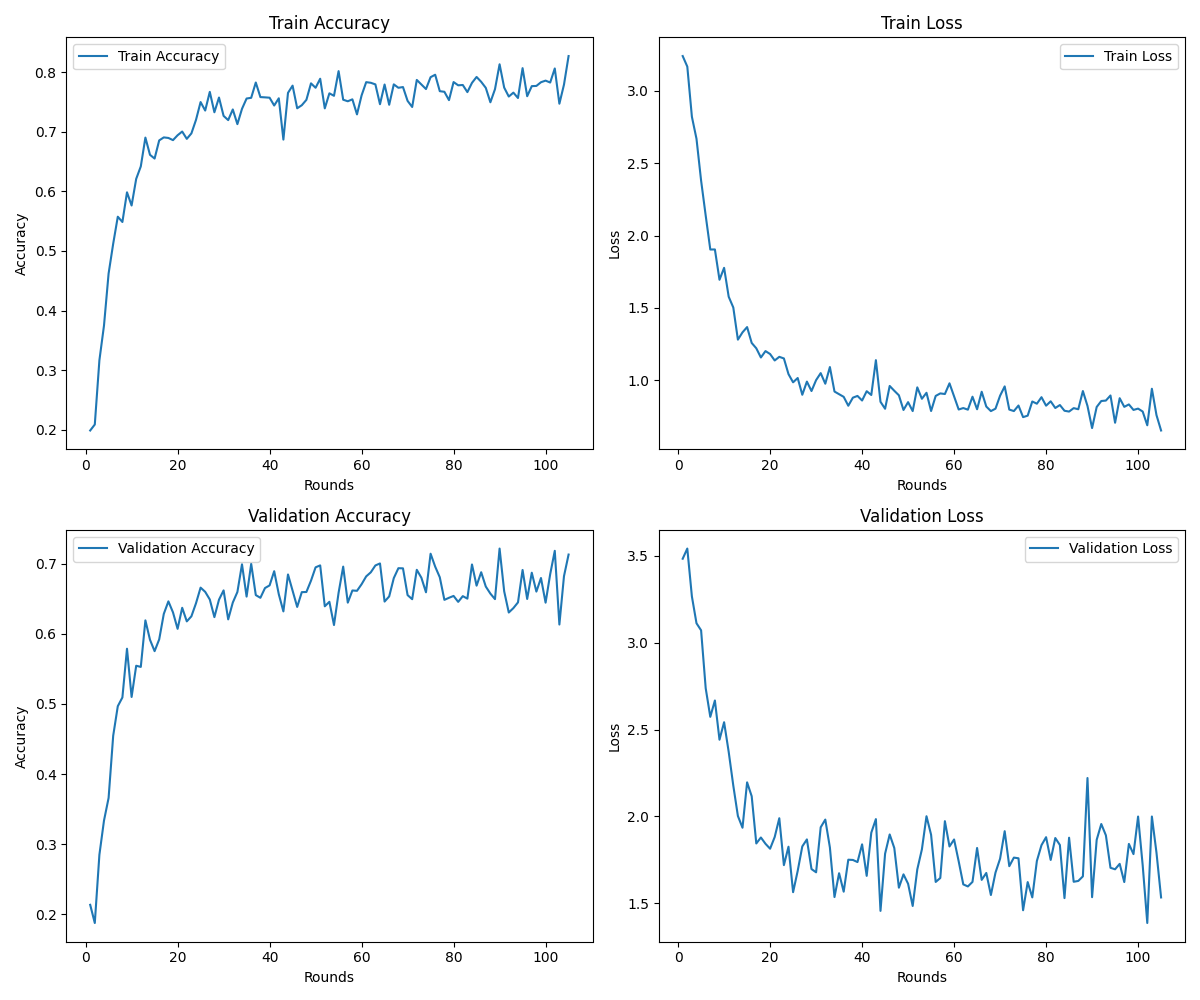 Train Accuracy
Train Accuracy
Accuracy
0.8
0.7
0.6
0.5
0.4
0.3
0.2
0 20 40 60 80 100
Rounds
Train Loss
Train Loss
Loss
3.0
2.5
2.0
1.5
1.0
0 20 40 60 80 100
Rounds
Validation Accuracy
Validation Accuracy
Accuracy
0.7
0.6
0.5
0.4
0.3
0.2
0 20 40 60 80 100
Rounds
Validation Loss
Validation Loss
Loss
3.5
3.0
2.5
2.0
1.5
0 20 40 60 80 100
Rounds